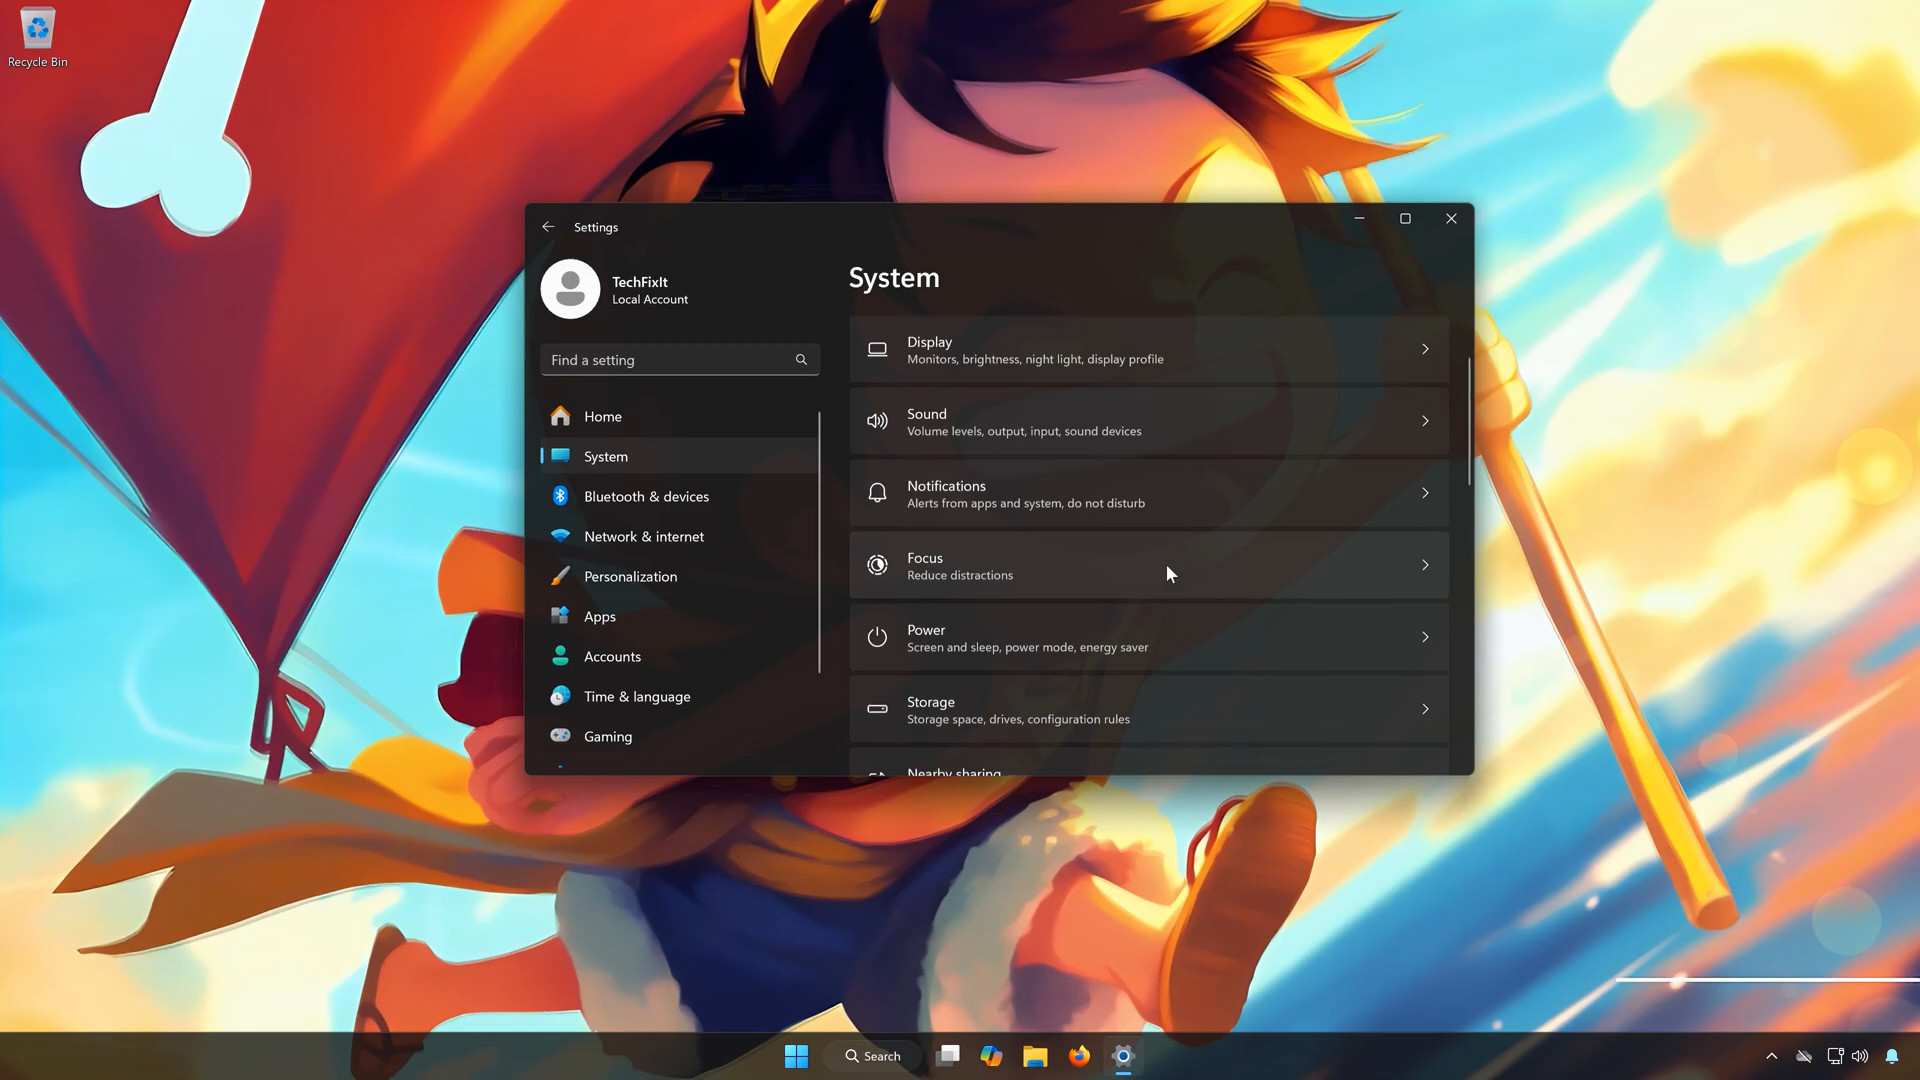 Recycle Bin
Settings
TechFixIt
Local Account
Find a setting
Home
System
Bluetooth & devices
Network & internet
Personalization
Apps
Accounts
Time & language
Gaming
System
Display
Monitors, brightness, night light, display profile
Sound
Volume levels, output, input, sound devices
Notifications
Alerts from apps and system, do not disturb
Focus
Reduce distractions
Power
Screen and sleep, power mode, energy saver
Storage
Storage space, drives, configuration rules
Nearby sharing
Search